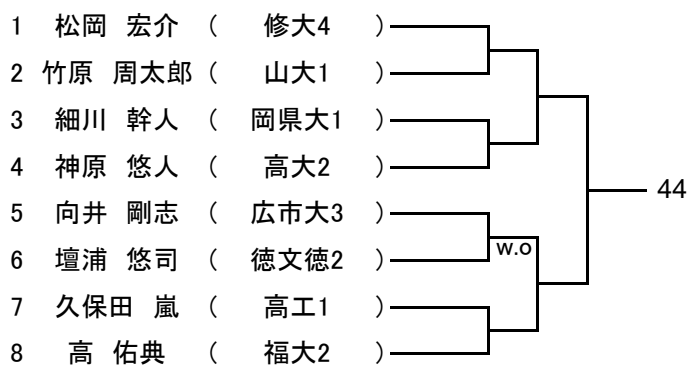 1 松岡 宏介 ( 修大4 )
2 竹原 周太郎 ( 山大1 )
3 細川 幹人 ( 岡県大1 )
4 神原 悠人 ( 高大2 )
44
5 向井 剛志 ( 広市大3 )
w.o
6 壇浦 悠司 ( 徳文徳2 )
7 久保田 嵐 ( 高工1 )
8 高 佑典 ( 福大2 )